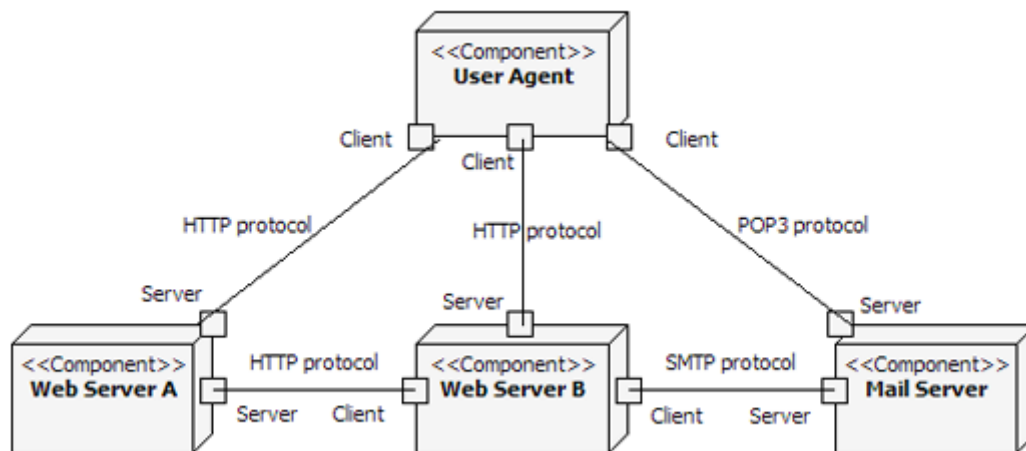 <<Component>>
User Agent
Client
Client
Client
HTTP protocol
HTTP protocol
POP3 protocol
Server
Server
Server
<<Component>>
Web Server A
HTTP protocol
<<Component>>
Web Server B
SMTP protocol
<<Component>>
Mail Server
Server
Client
Client
Server